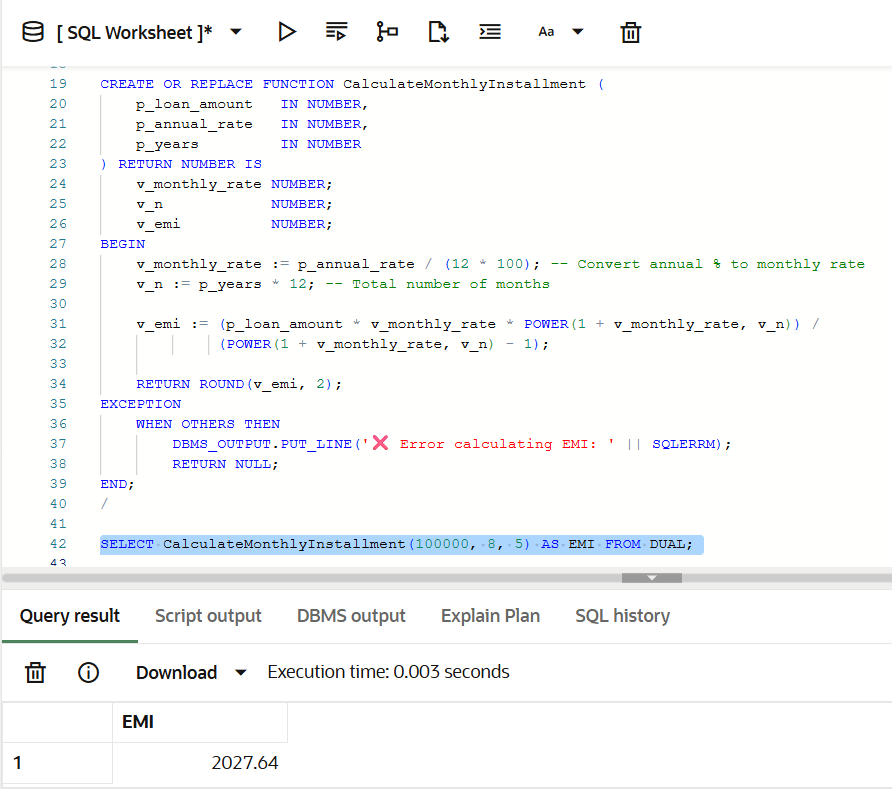 [ SQL Worksheet ]* Aa
19 CREATE OR REPLACE FUNCTION CalculateMonthlyInstallment (
20     p_loan_amount   IN NUMBER,
21     p_annual_rate   IN NUMBER,
22     p_years         IN NUMBER
23 ) RETURN NUMBER IS
24     v_monthly_rate NUMBER;
25     v_n            NUMBER;
26     v_emi          NUMBER;
27 BEGIN
28     v_monthly_rate := p_annual_rate / (12 * 100); -- Convert annual % to monthly rate
29     v_n := p_years * 12; -- Total number of months
30
31     v_emi := (p_loan_amount * v_monthly_rate * POWER(1 + v_monthly_rate, v_n)) /
32              (POWER(1 + v_monthly_rate, v_n) - 1);
33
34     RETURN ROUND(v_emi, 2);
35 EXCEPTION
36     WHEN OTHERS THEN
37         DBMS_OUTPUT.PUT_LINE('❌ Error calculating EMI: ' || SQLERRM);
38         RETURN NULL;
39 END;
40 /
41
42 SELECT CalculateMonthlyInstallment(100000, 8, 5) AS EMI FROM DUAL;
43
Query result Script output DBMS output Explain Plan SQL history
Download Execution time: 0.003 seconds
EMI
1 2027.64